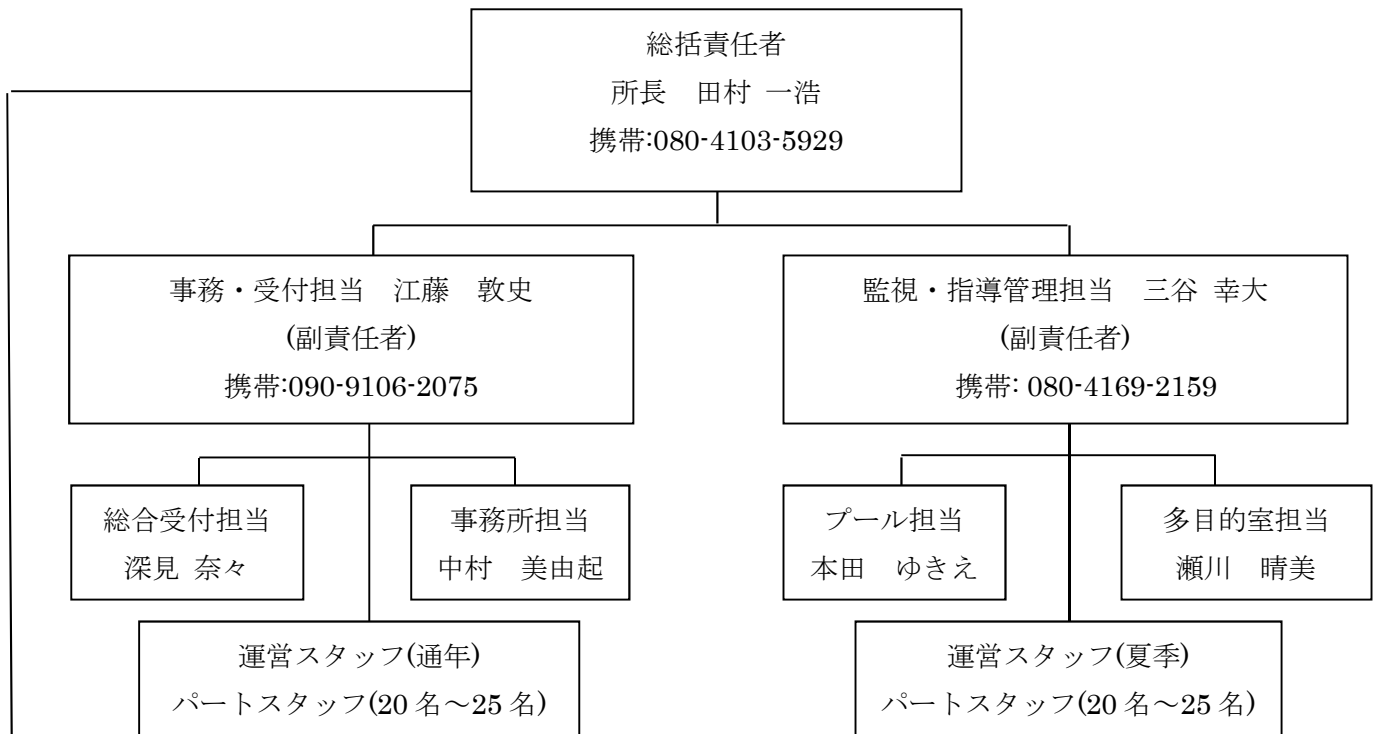 総括責任者
所長　田村 一浩
携帯:080-4103-5929
事務・受付担当　江藤　敦史
(副責任者)
携帯:090-9106-2075
監視・指導管理担当　三谷 幸大
(副責任者)
携帯: 080-4169-2159
総合受付担当
深見 奈々
事務所担当
中村　美由起
プール担当
本田　ゆきえ
多目的室担当
瀬川　晴美
運営スタッフ(通年)
パートスタッフ(20 名～25 名)
運営スタッフ(夏季)
パートスタッフ(20 名～25 名)